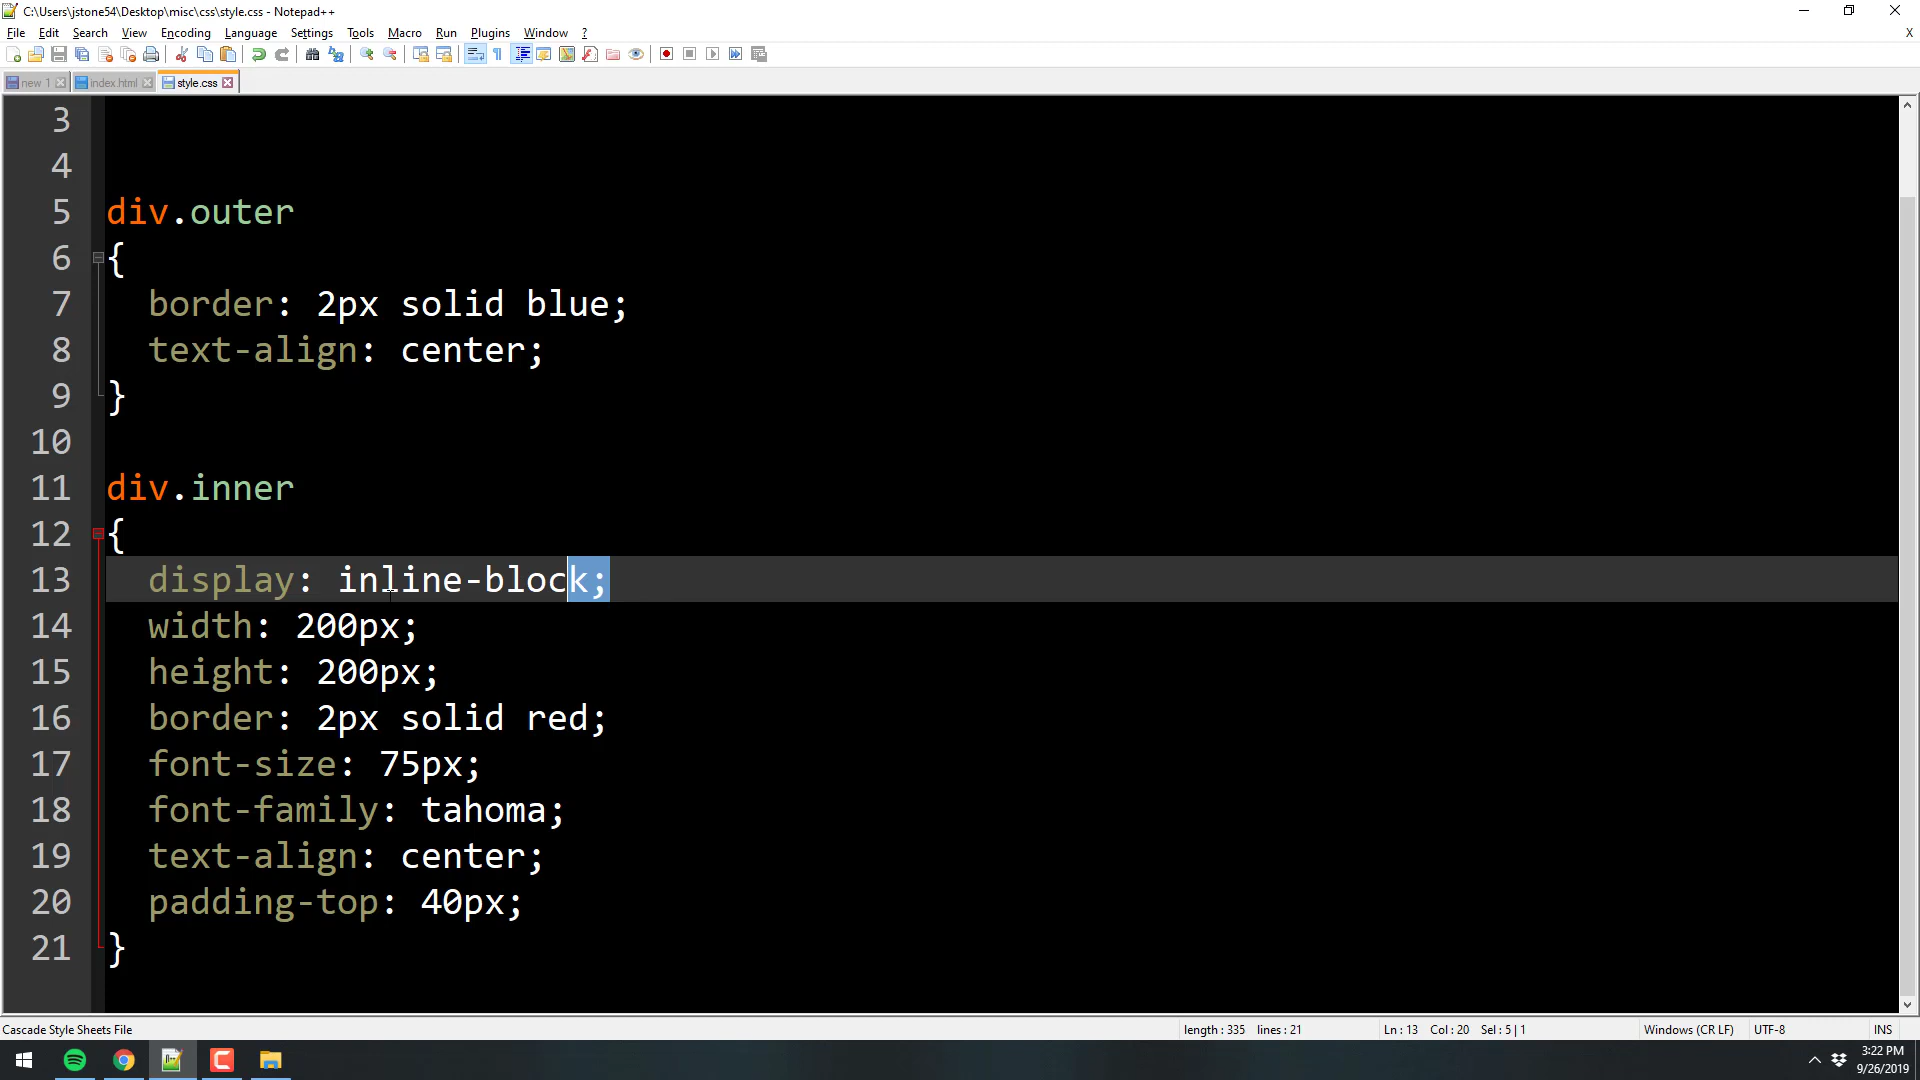 C:\Users\jstone54\Desktop\misc\css\style.css - Notepad++
File Edit Search View Encoding Language Settings Tools Macro Run Plugins Window ? X
new 1 index.html style.css
3
4
5 div.outer
6 {
7 border: 2px solid blue;
8 text-align: center;
9 }
10
11 div.inner
12 {
13 display: inline-block;
14 width: 200px;
15 height: 200px;
16 border: 2px solid red;
17 font-size: 75px;
18 font-family: tahoma;
19 text-align: center;
20 padding-top: 40px;
21 }
Cascade Style Sheets File length : 335 lines : 21 Ln : 13 Col : 20 Sel : 5 | 1 Windows (CR LF) UTF-8 INS
3:22 PM
9/26/2019